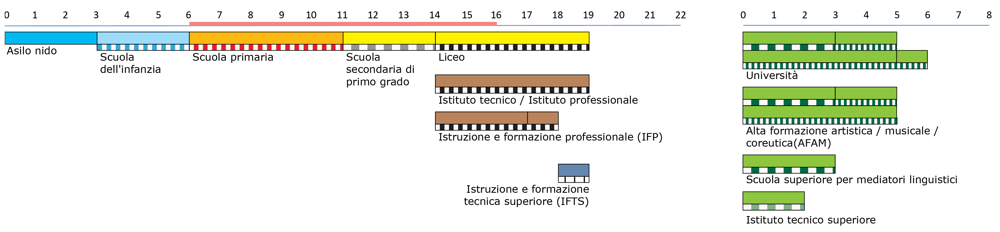 0 1 2 3 4 5 6 7 8 9 10 11 12 13 14 15 16 17 18 19 20 21 22
0 1 2 3 4 5 6 7 8
Asilo nido
Scuola
dell'infanzia
Scuola primaria
Scuola
secondaria di
primo grado
Liceo
Istituto tecnico / Istituto professionale
Istruzione e formazione professionale (IFP)
Istruzione e formazione
tecnica superiore (IFTS)
Università
Alta formazione artistica / musicale /
coreutica(AFAM)
Scuola superiore per mediatori linguistici
Istituto tecnico superiore